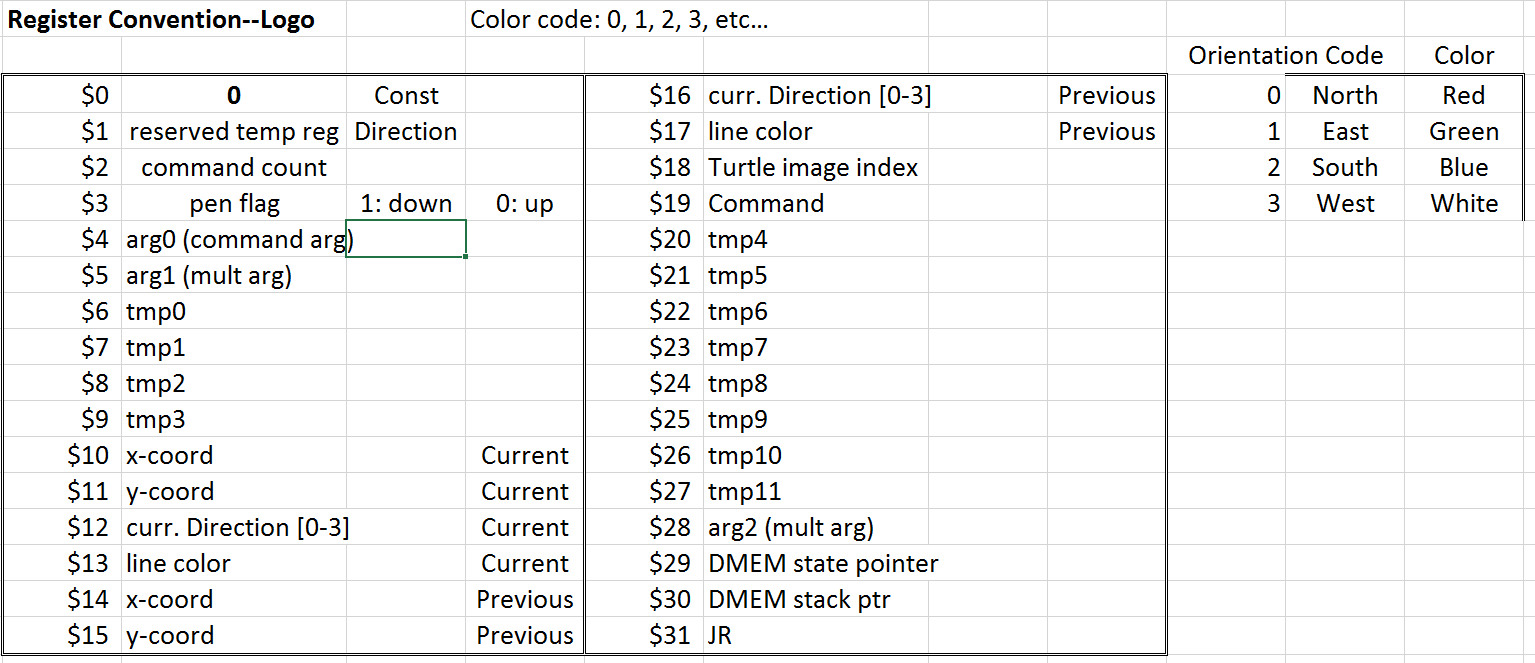 Register Convention--Logo Color code: 0, 1, 2, 3, etc...
Orientation Code Color
$0 0 Const $16 curr. Direction [0-3] Previous 0 North Red
$1 reserved temp reg Direction $17 line color Previous 1 East Green
$2 command count $18 Turtle image index 2 South Blue
$3 pen flag 1: down 0: up $19 Command 3 West White
$4 arg0 (command arg) $20 tmp4
$5 arg1 (mult arg) $21 tmp5
$6 tmp0 $22 tmp6
$7 tmp1 $23 tmp7
$8 tmp2 $24 tmp8
$9 tmp3 $25 tmp9
$10 x-coord Current $26 tmp10
$11 y-coord Current $27 tmp11
$12 curr. Direction [0-3] Current $28 arg2 (mult arg)
$13 line color Current $29 DMEM state pointer
$14 x-coord Previous $30 DMEM stack ptr
$15 y-coord Previous $31 JR